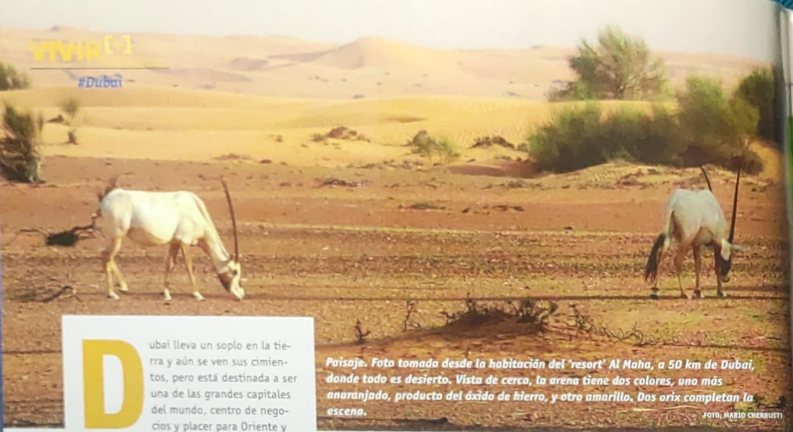 VIVIR[+]
#Dubai
Dubai lleva un soplo en la tie-
rra y aún se ven sus cimien-
tos, pero está destinada a ser
una de las grandes capitales
del mundo, centro de nego-
cios y placer para Oriente y
Paisaje. Foto tomada desde la habitación del 'resort' Al Maha, a 50 km de Dubai,
donde todo es desierto. Vista de cerca, la arena tiene dos colores, uno más
anaranjado, producto del óxido de hierro, y otro amarillo. Dos orix completan la
escena.
FOTO: MARIO CHERRUTTI